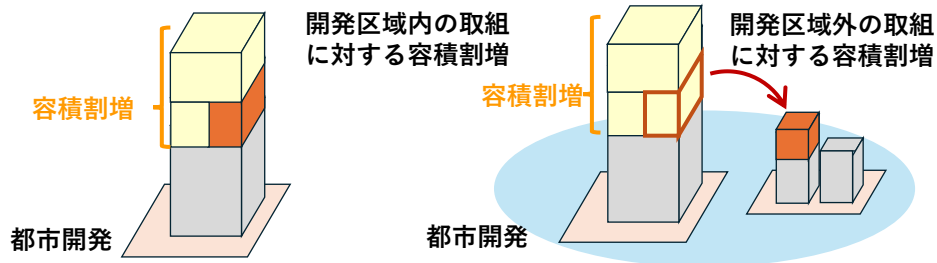 開発区域内の取組
に対する容積割増
容積割増
都市開発
開発区域外の取組
に対する容積割増
容積割増
都市開発